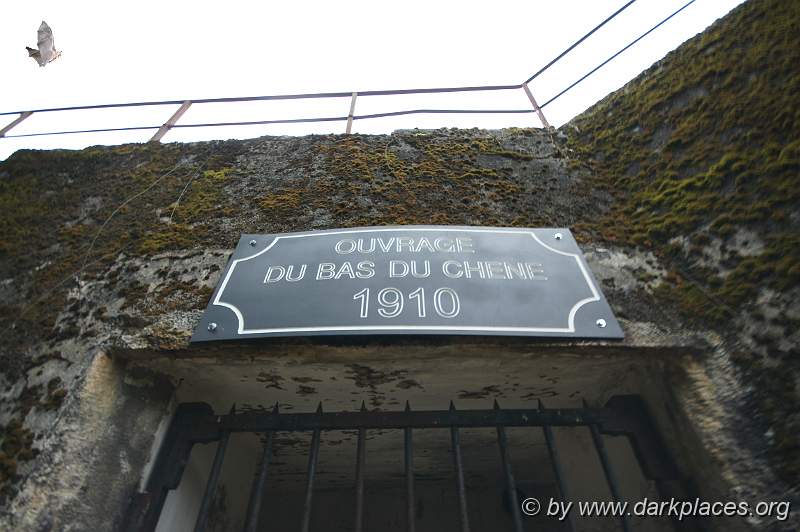 OUVRAGE
DU BAS DU CHENE
1910
© by www.darkplaces.org